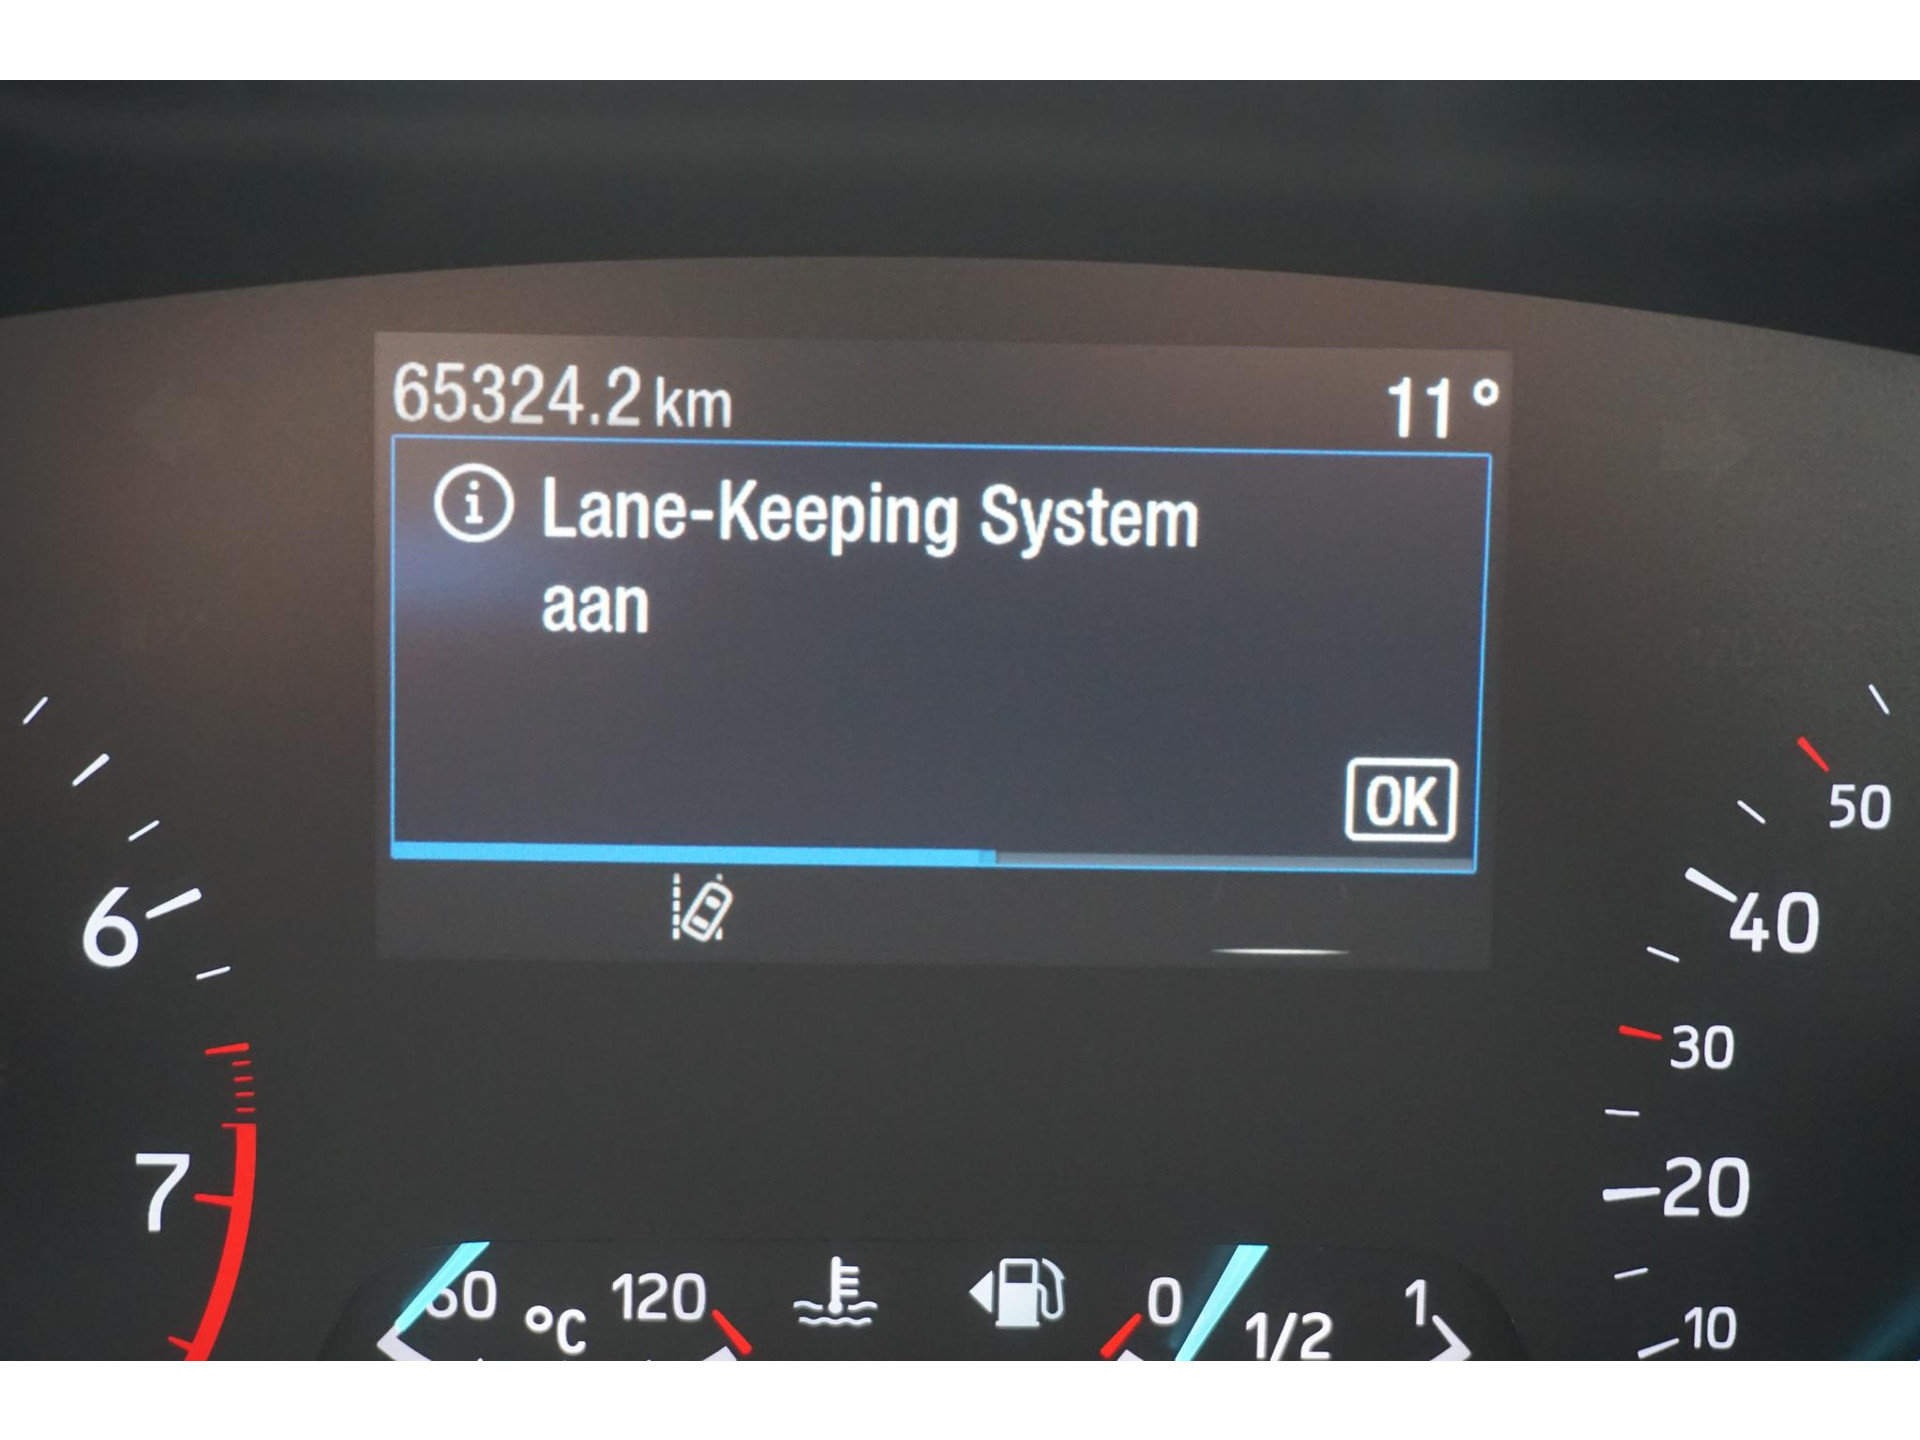 65324.2 km 11°
i Lane-Keeping System
aan
OK
50
6 40
30
7 20
60 °C 120 0 1/2 1 10